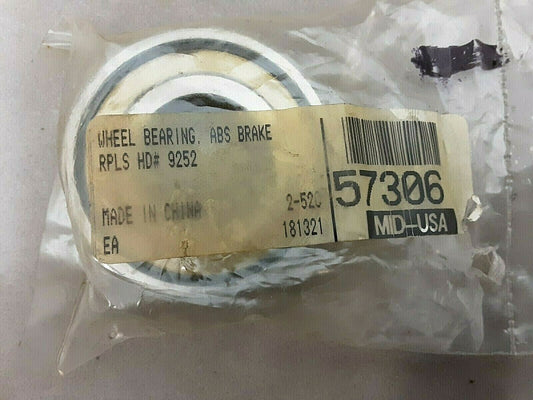 WHEEL BEARING, ABS BRAKE
RPLS HD# 9252
MADE IN CHINA
EA
2-520
181321
57306
MID-USA